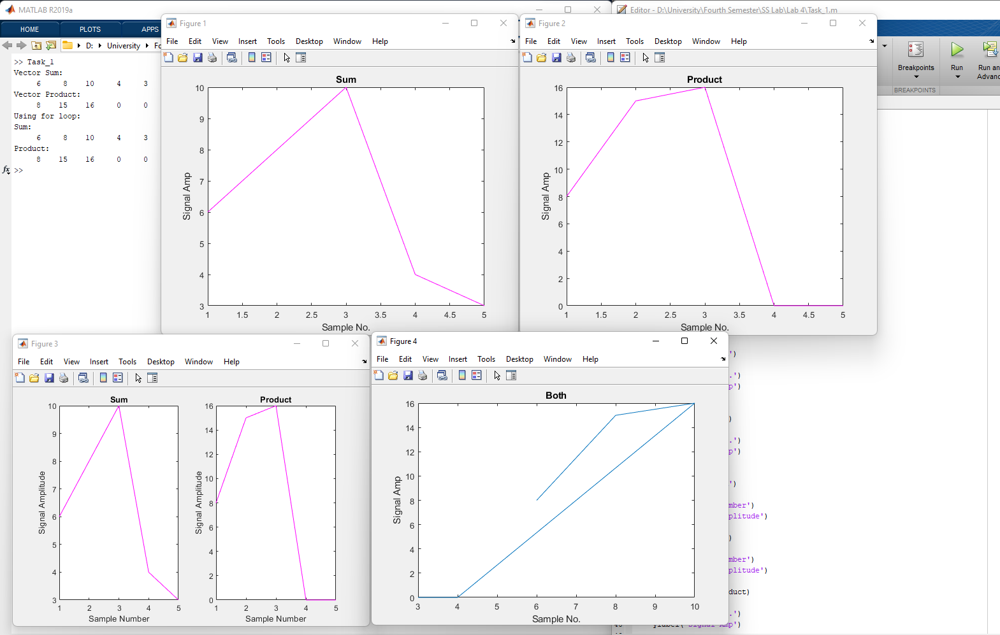 MATLAB R2019a
HOME PLOTS APPS
D: University
>> Task_1
Vector Sum:
6 8 10 4 3
Vector Product:
8 15 16 0 0
Using for loop:
Sum:
6 8 10 4 3
Product:
8 15 16 0 0
fx >>
Editor - D:\University\Fourth Semester\SS Lab\Lab 4\Task_1.m
Breakpoints Run Run an
Advanc
BREAKPOINTS
Figure 1
File Edit View Insert Tools Desktop Window Help
Sum
10
9
8
7
6
5
4
3
Signal Amp
1 1.5 2 2.5 3 3.5 4 4.5 5
Sample No.
Figure 2
File Edit View Insert Tools Desktop Window Help
Product
16
14
12
10
8
6
4
2
0
Signal Amp
1 1.5 2 2.5 3 3.5 4 4.5 5
Sample No.
Figure 3
File Edit View Insert Tools Desktop Window Help
Sum
10
9
8
7
6
5
4
3
Signal Amplitude
1 2 3 4 5
Sample Number
Product
16
14
12
10
8
6
4
2
0
Signal Amplitude
1 2 3 4 5
Sample Number
Figure 4
File Edit View Insert Tools Desktop Window Help
Both
16
14
12
10
8
6
4
2
0
Signal Amp
3 4 5 6 7 8 9 10
Sample No.
')
.')
p')
)
.')
p')
')
mber')
plitude')
)
mber')
plitude')
duct)
.')
ylabel('Signal Amp')